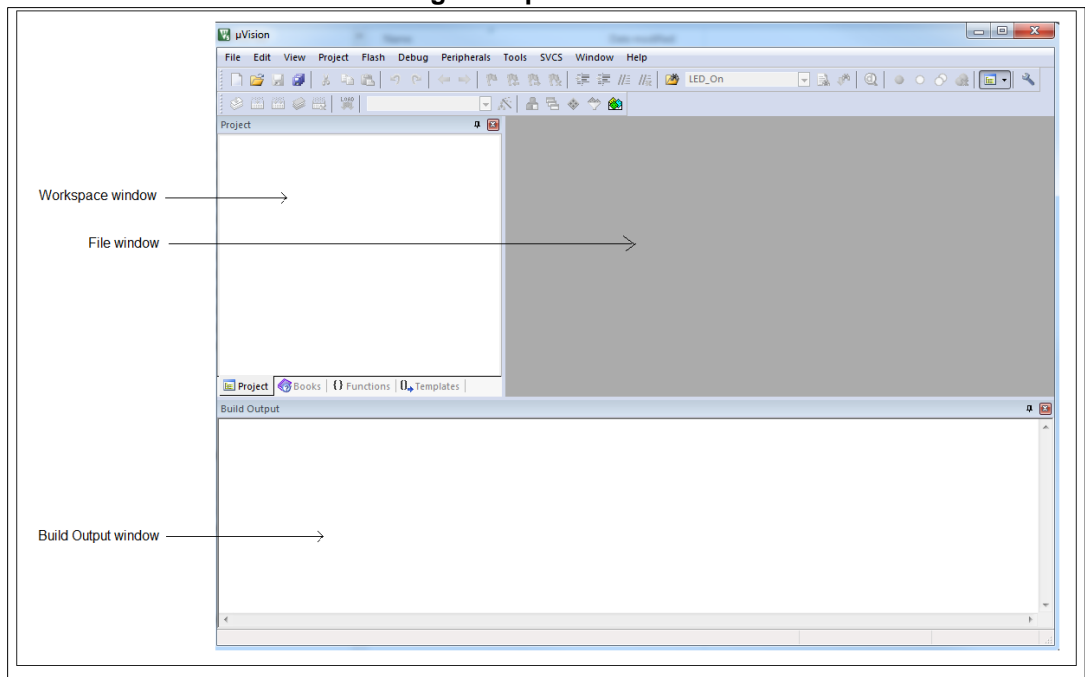 µVision
File Edit View Project Flash Debug Peripherals Tools SVCS Window Help
LED_On
LOAD
Project
Workspace window
File window
Project Books {} Functions 0 Templates
Build Output
Build Output window